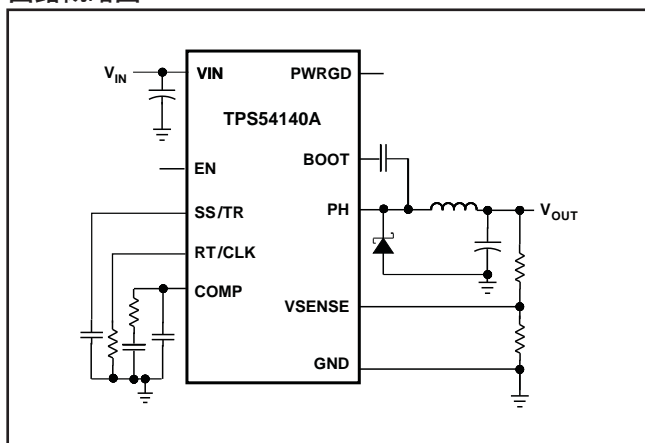 V_IN
VIN
PWRGD
TPS54140A
BOOT
EN
PH
V_OUT
SS/TR
RT/CLK
COMP
VSENSE
GND